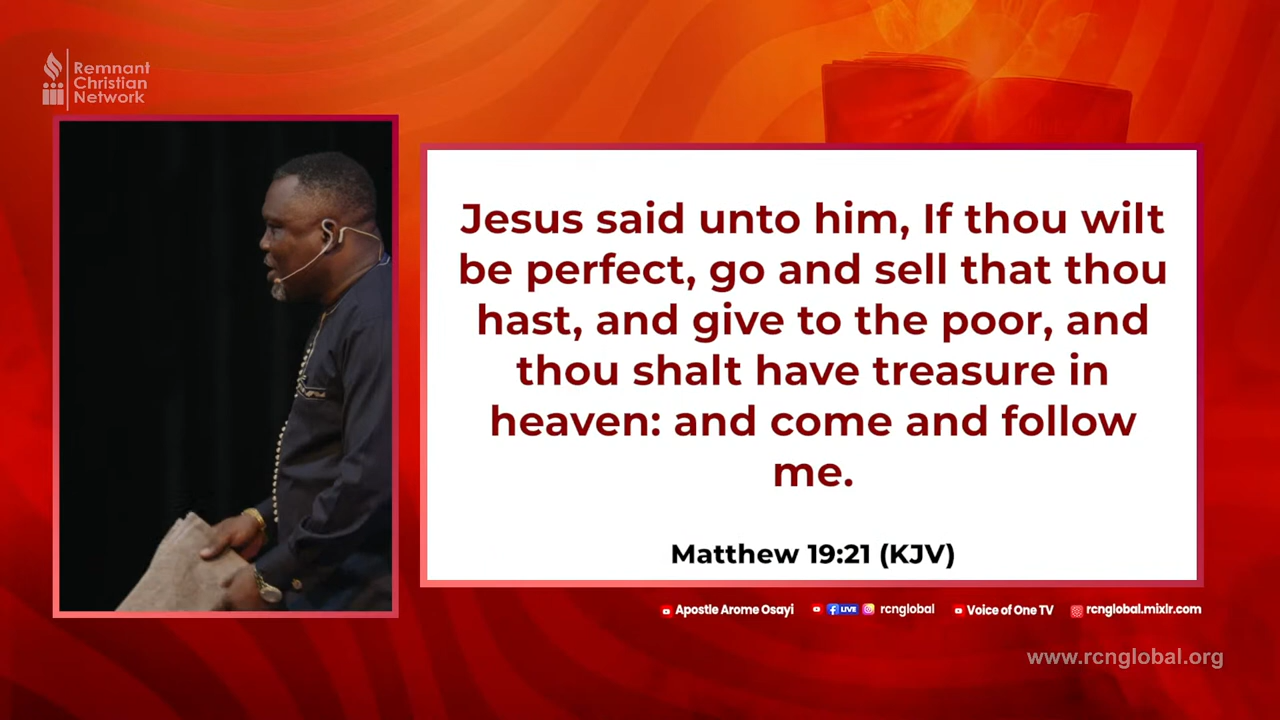 Remnant
Christian
Network
Jesus said unto him, If thou wilt
be perfect, go and sell that thou
hast, and give to the poor, and
thou shalt have treasure in
heaven: and come and follow
me.
Matthew 19:21 (KJV)
Apostle Arome Osayi LIVE rcnglobal Voice of One TV rcnglobal.mixlr.com
www.rcnglobal.org